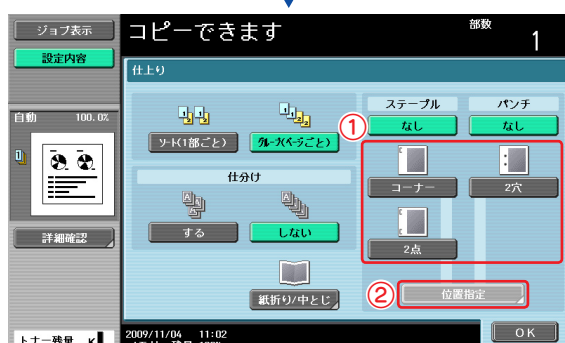 ジョブ表示
設定内容
コピーできます
部数
1
仕上り
自動 100.0%
ソート(1部ごと)
グループ(ページごと)
仕分け
する
しない
紙折り/中とじ
ステープル
パンチ
①
なし
なし
コーナー
2穴
2点
②
位置指定
詳細確認
トナー残量 K
2009/11/04 11:02
OK